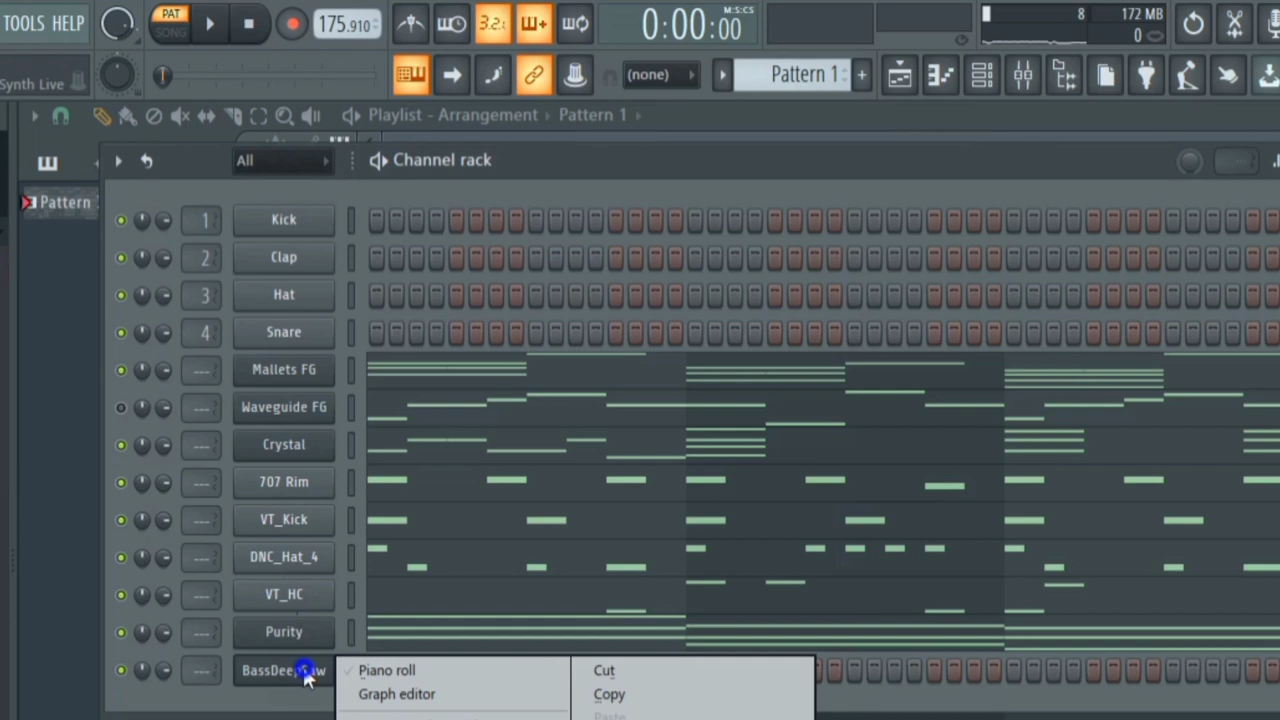 TOOLS HELP
PAT
SONG
175.910
3.2:
0:00:00
M:S:CS
8
172 MB
0
Synth Live
(none)
Pattern 1
+
Playlist - Arrangement › Pattern 1 ›
All
Channel rack
Pattern
1 Kick
2 Clap
3 Hat
4 Snare
--- Mallets FG
--- Waveguide FG
--- Crystal
--- 707 Rim
--- VT_Kick
--- DNC_Hat_4
--- VT_HC
--- Purity
--- 
Piano roll
Cut
Graph editor
Copy
Paste